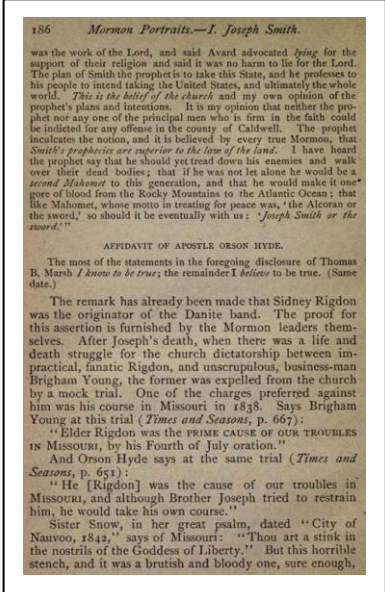 186 Mormon Portraits.—I. Joseph Smith.
was the work of the Lord, and said Avard advocated lying for the
support of their religion and said it was no harm to lie for the Lord.
The plan of Smith the prophet is to take this State, and he professes to
his people to intend taking the United States, and ultimately the whole
world. This is the belief of the church and my own opinion of the
prophet's plans and intentions. It is my opinion that neither the pro-
phet nor any one of the principal men who is firm in the faith could
be indicted for any offense in the county of Caldwell. The prophet
inculcates the notion, and it is believed by every true Mormon, that
Smith's prophecies are superior to the law of the land. I have heard
the prophet say that he should yet tread down his enemies and walk
over their dead bodies; that if he was not let alone he would be a
second Mahomet to this generation, and that he would make it one
gore of blood from the Rocky Mountains to the Atlantic Ocean; that
like Mahomet, whose motto in treating for peace was, 'the Alcoran or
the sword,' so should it be eventually with us: 'Joseph Smith or the
sword.'"
AFFIDAVIT OF APOSTLE ORSON HYDE.
The most of the statements in the foregoing disclosure of Thomas
B. Marsh I know to be true; the remainder I believe to be true. (Same
date.)
The remark has already been made that Sidney Rigdon
was the originator of the Danite band. The proof for
this assertion is furnished by the Mormon leaders them-
selves. After Joseph's death, when there was a life and
death struggle for the church dictatorship between im-
practical, fanatic Rigdon, and unscrupulous, business-man
Brigham Young, the former was expelled from the church
by a mock trial. One of the charges preferred against
him was his course in Missouri in 1838. Says Brigham
Young at this trial (Times and Seasons, p. 667):
"Elder Rigdon was the PRIME CAUSE OF OUR TROUBLES
IN MISSOURI, by his Fourth of July oration."
And Orson Hyde says at the same trial (Times and
Seasons, p. 651):
"He [Rigdon] was the cause of our troubles in
MISSOURI, and although Brother Joseph tried to restrain
him, he would take his own course."
Sister Snow, in her great psalm, dated "City of
Nauvoo, 1842," says of Missouri: "Thou art a stink in
the nostrils of the Goddess of Liberty." But this horrible
stench, and it was a brutish and bloody one, sure enough,